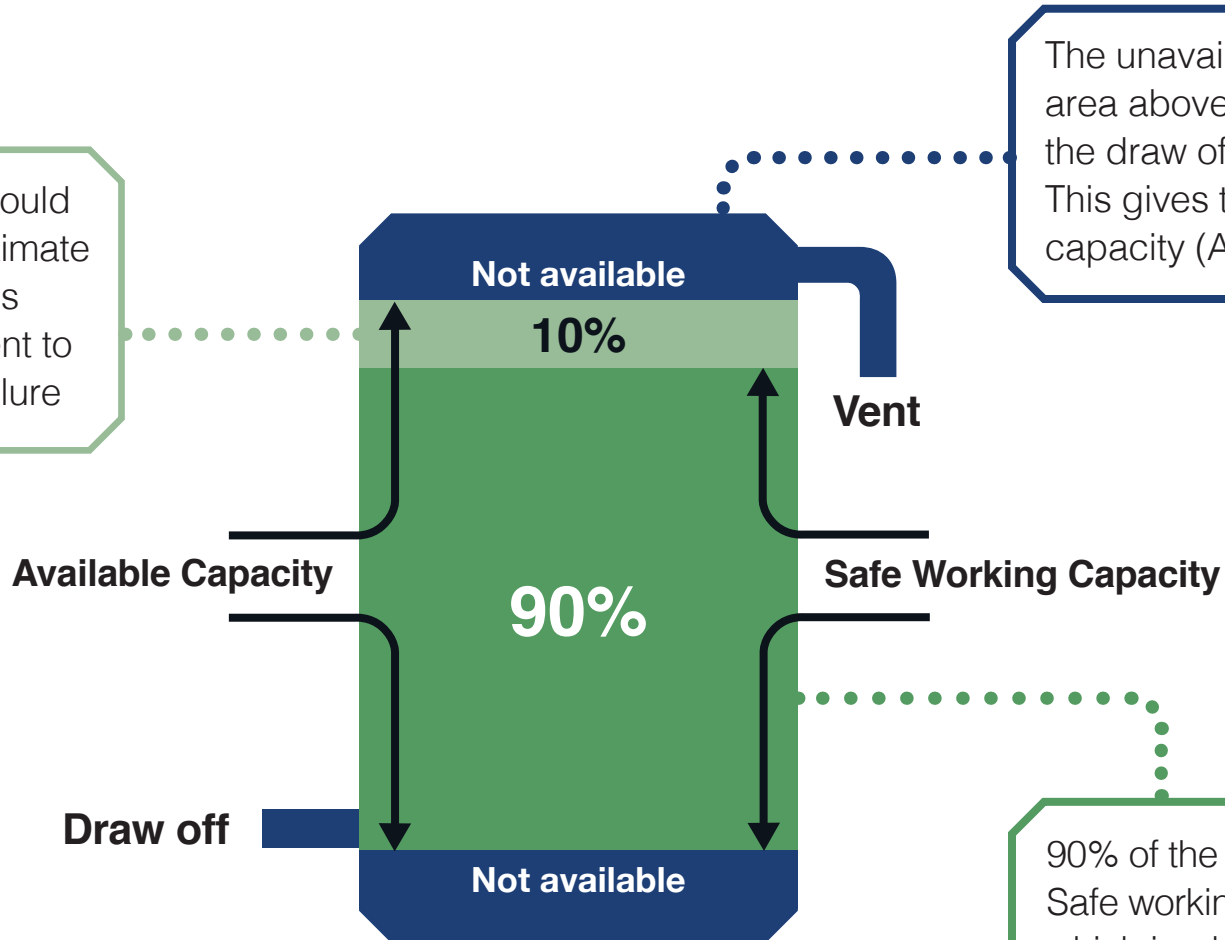 The unavai
area above
the draw of
This gives t
capacity (A
ould
imate
s
nt to
lure
Not available
10%
Vent
Available Capacity
Safe Working Capacity
90%
Draw off
Not available
90% of the
Safe workin